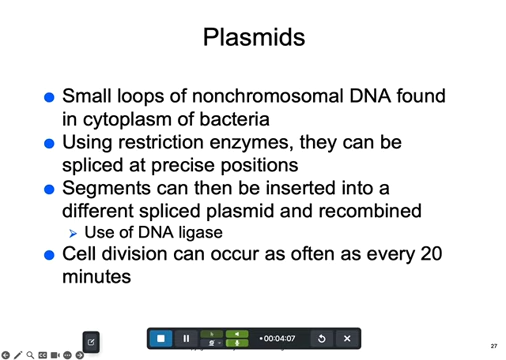 Plasmids
Small loops of nonchromosomal DNA found
in cytoplasm of bacteria
Using restriction enzymes, they can be
spliced at precise positions
Segments can then be inserted into a
different spliced plasmid and recombined
Use of DNA ligase
Cell division can occur as often as every 20
minutes
00:04:07
27